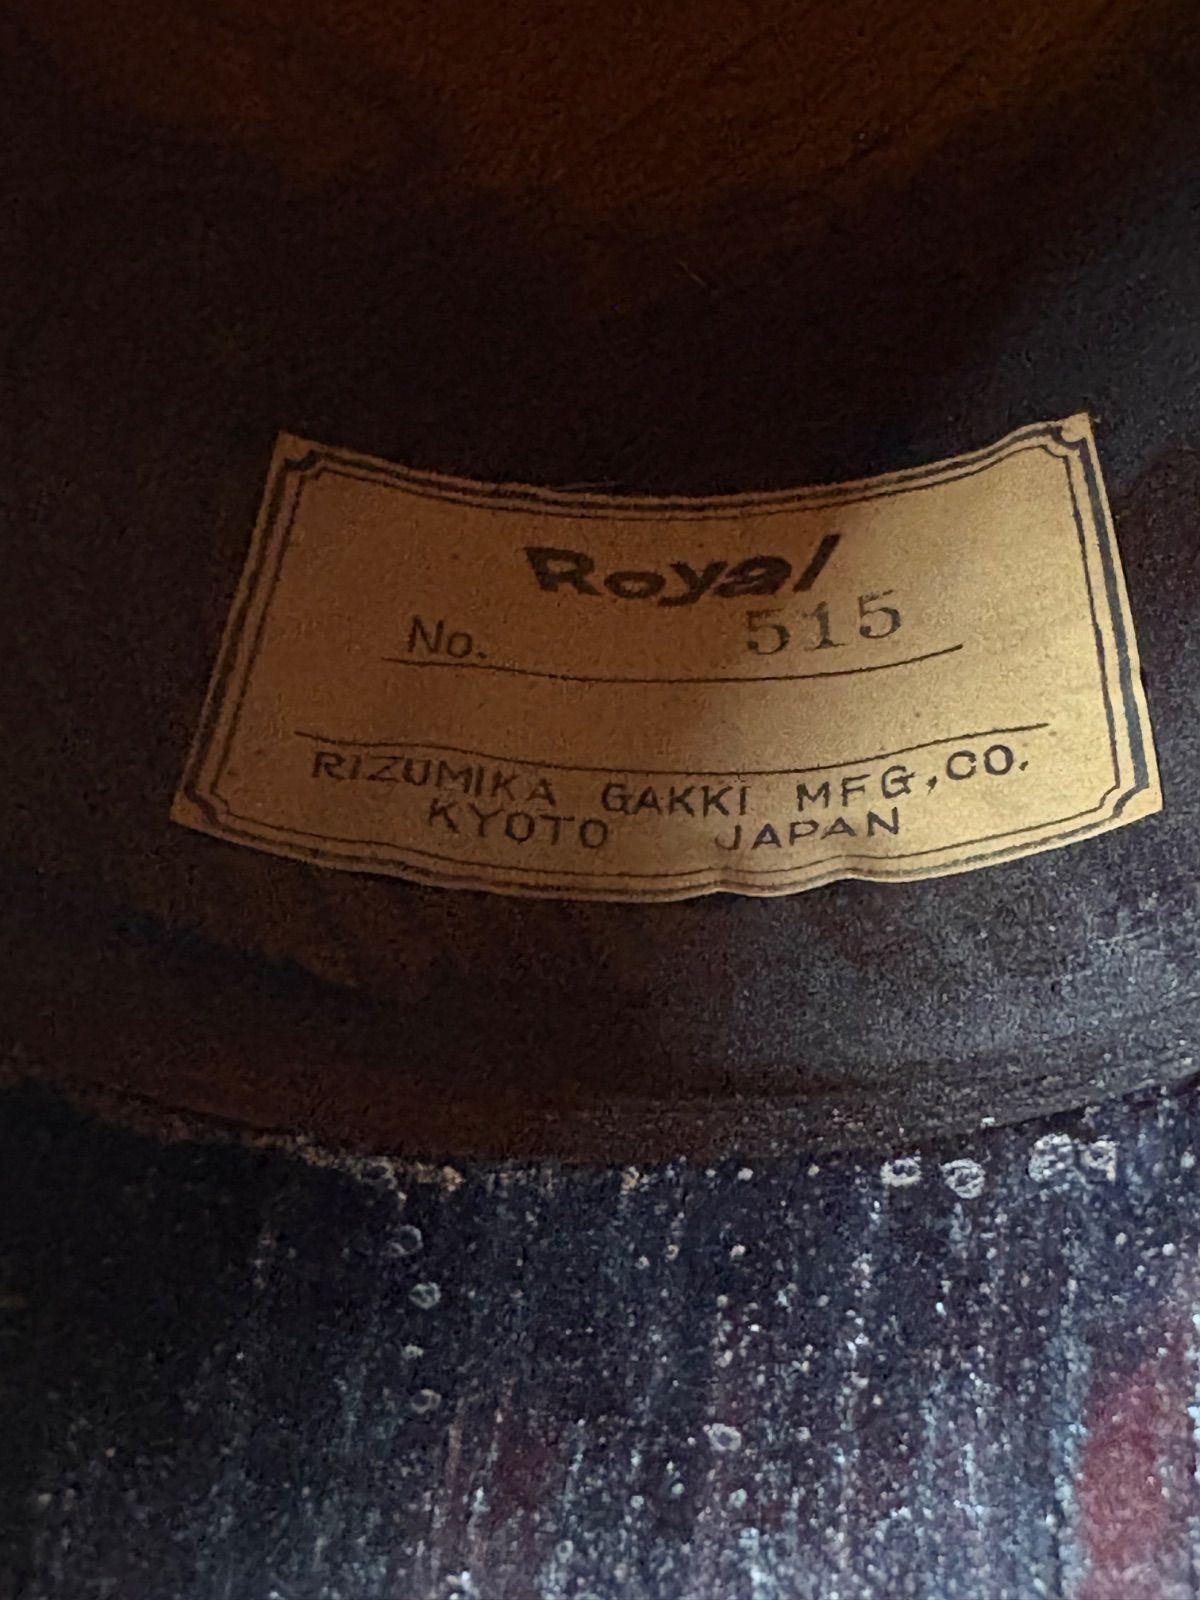 Royal
No. 515
RIZUMIKA GAKKI MFG,CO.
KYOTO JAPAN